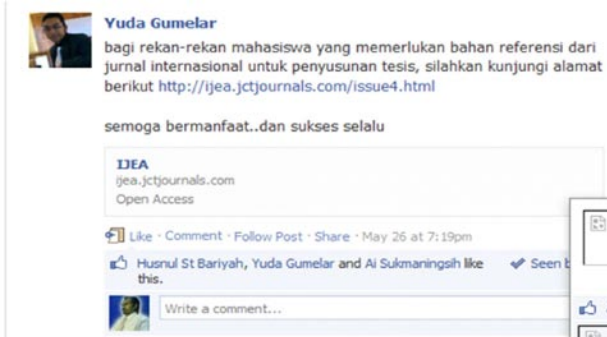 Yuda Gumelar
bagi rekan-rekan mahasiswa yang memerlukan bahan referensi dari
jurnal internasional untuk penyusunan tesis, silahkan kunjungi alamat
berikut http://ijea.jctjournals.com/issue4.html
semoga bermanfaat..dan sukses selalu
IJEA
ijea.jctjournals.com
Open Access
Like · Comment · Follow Post · Share · May 26 at 7:19pm
Husnul St Bariyah, Yuda Gumelar and Ai Sukmaningsih like
this.
Seen
Write a comment...